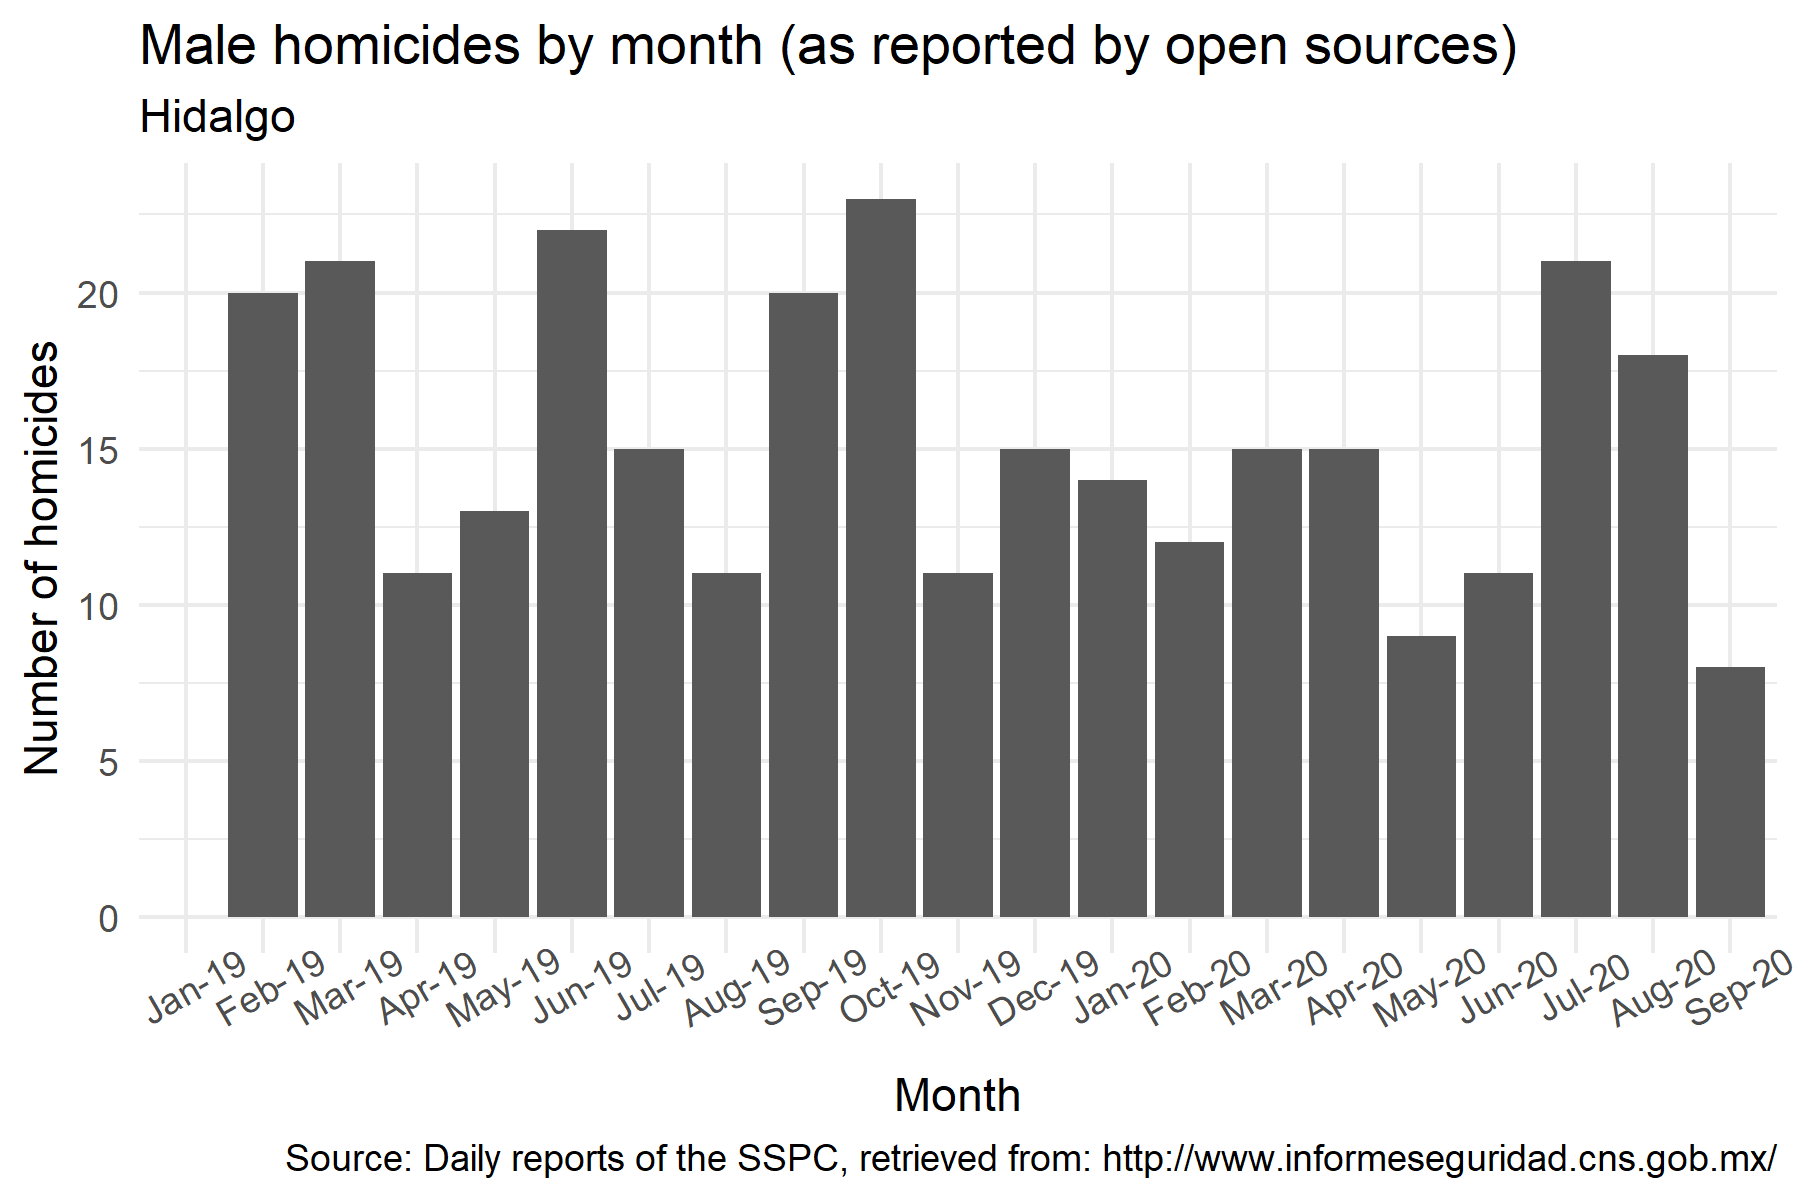 Male homicides by month (as reported by open sources)
Hidalgo
Number of homicides
20
15
10
5
0
Jan-19
Feb-19
Mar-19
Apr-19
May-19
Jun-19
Jul-19
Aug-19
Sep-19
Oct-19
Nov-19
Dec-19
Jan-20
Feb-20
Mar-20
Apr-20
May-20
Jun-20
Jul-20
Aug-20
Sep-20
Month
Source: Daily reports of the SSPC, retrieved from: http://www.informeseguridad.cns.gob.mx/